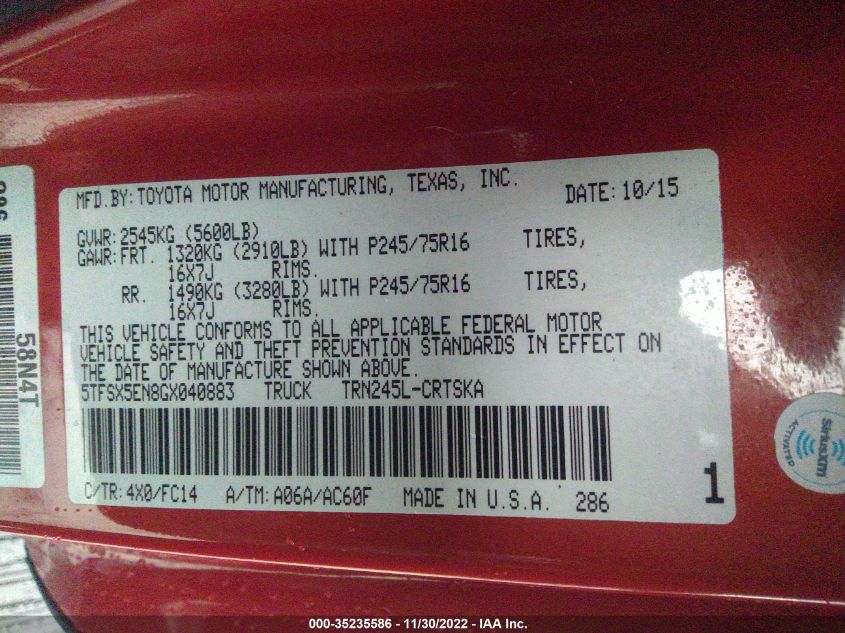 MFD.BY: TOYOTA MOTOR MANUFACTURING, TEXAS, INC. DATE: 10/15
GVWR: 2545KG (5600LB)
GAWR: FRT. 1320KG (2910LB) WITH P245/75R16 TIRES,
16X7J RIMS.
RR. 1490KG (3280LB) WITH P245/75R16 TIRES,
16X7J RIMS.
THIS VEHICLE CONFORMS TO ALL APPLICABLE FEDERAL MOTOR
VEHICLE SAFETY AND THEFT PREVENTION STANDARDS IN EFFECT ON
THE DATE OF MANUFACTURE SHOWN ABOVE.
5TFSX5EN8GX040883 TRUCK TRN245L-CRTSKA
C/TR: 4X0/FC14 A/TM: A06A/AC60F MADE IN U.S.A. 286
1
58N4T
siriusxm
ACTIVATED
000-35235586 - 11/30/2022 - IAA Inc.